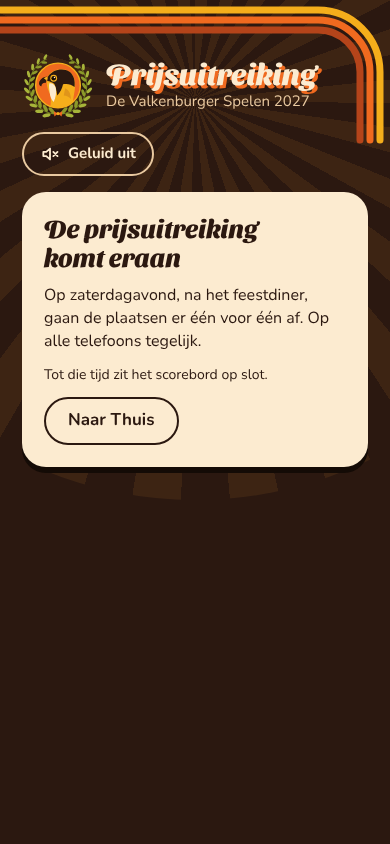 Prijsuitreiking
De Valkenburger Spelen 2027
Geluid uit
De prijsuitreiking
komt eraan
Op zaterdagavond, na het feestdiner,
gaan de plaatsen er één voor één af. Op
alle telefoons tegelijk.
Tot die tijd zit het scorebord op slot.
Naar Thuis